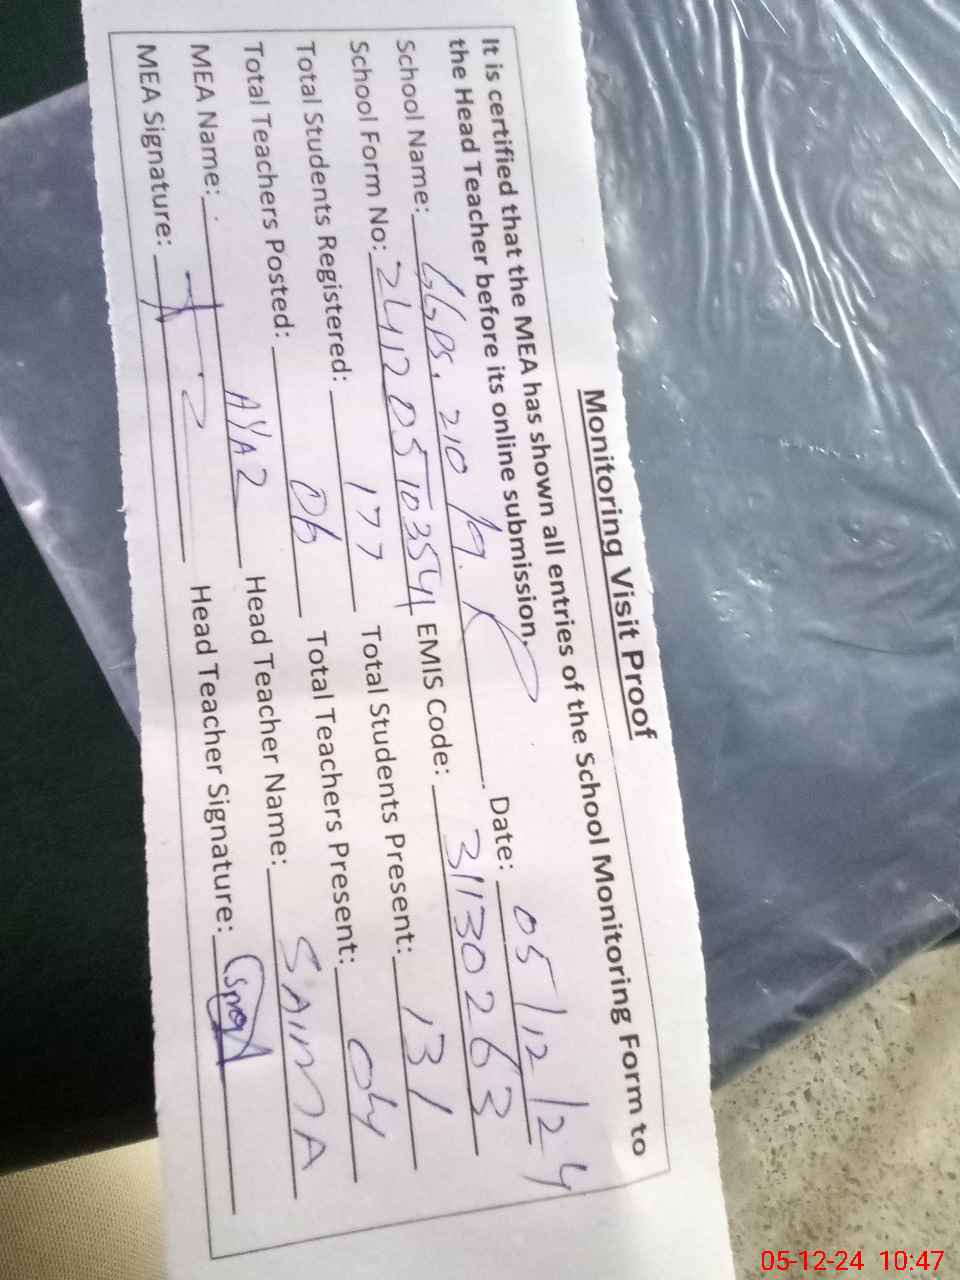 Monitoring Visit Proof
It is certified that the MEA has shown all entries of the School Monitoring Form to
the Head Teacher before its online submission.
School Name: GGPS. 210 /9.R Date: 05/12/24
School Form No: 241205103541 EMIS Code: 31130263
Total Students Registered: 177 Total Students Present: 131
Total Teachers Posted: 06 Total Teachers Present: 04
MEA Name: AYAZ Head Teacher Name: SAIMA
MEA Signature: Head Teacher Signature:
05-12-24 10:47